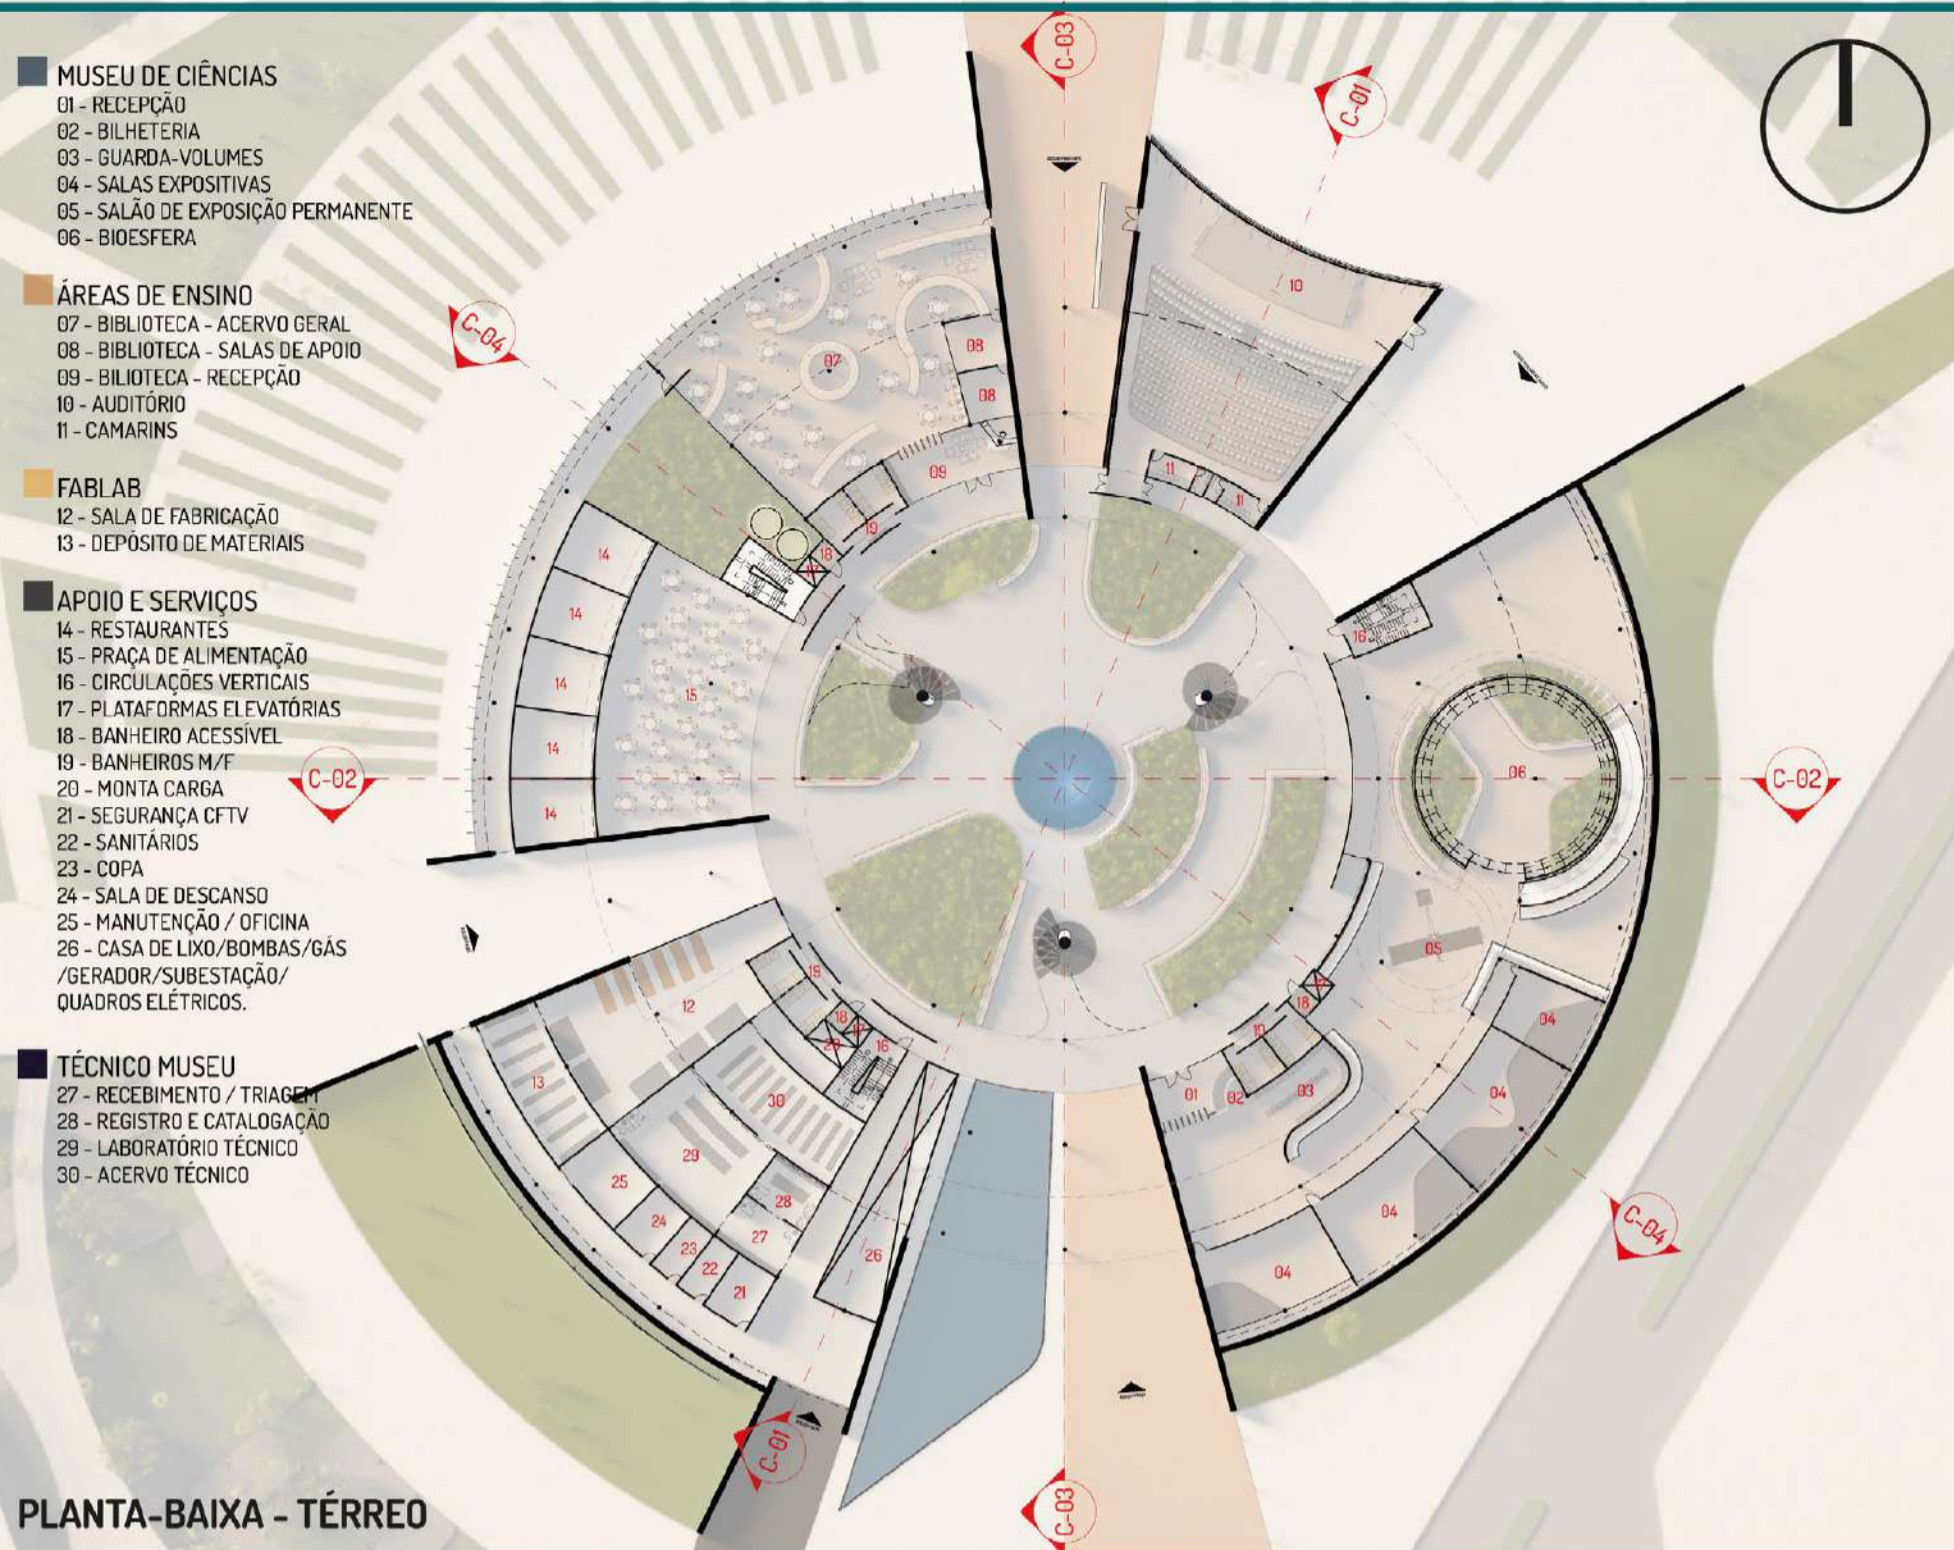 MUSEU DE CIÊNCIAS
01 - RECEPÇÃO
02 - BILHETERIA
03 - GUARDA-VOLUMES
04 - SALAS EXPOSITIVAS
05 - SALÃO DE EXPOSIÇÃO PERMANENTE
06 - BIOESFERA
ÁREAS DE ENSINO
07 - BIBLIOTECA - ACERVO GERAL
08 - BIBLIOTECA - SALAS DE APOIO
09 - BILIOTECA - RECEPÇÃO
10 - AUDITÓRIO
11 - CAMARINS
FABLAB
12 - SALA DE FABRICAÇÃO
13 - DEPÓSITO DE MATERIAIS
APOIO E SERVIÇOS
14 - RESTAURANTES
15 - PRAÇA DE ALIMENTAÇÃO
16 - CIRCULAÇÕES VERTICAIS
17 - PLATAFORMAS ELEVATÓRIAS
18 - BANHEIRO ACESSÍVEL
19 - BANHEIROS M/F
20 - MONTA CARGA
21 - SEGURANÇA CFTV
22 - SANITÁRIOS
23 - COPA
24 - SALA DE DESCANSO
25 - MANUTENÇÃO / OFICINA
26 - CASA DE LIXO/BOMBAS/GÁS
/GERADOR/SUBESTAÇÃO/
QUADROS ELÉTRICOS.
TÉCNICO MUSEU
27 - RECEBIMENTO / TRIAGEM
28 - REGISTRO E CATALOGAÇÃO
29 - LABORATÓRIO TÉCNICO
30 - ACERVO TÉCNICO
PLANTA-BAIXA - TÉRREO
C-03
C-01
C-04
C-02
C-02
C-04
C-01
C-03
10
08
07
08
09
11
11
19
18
17
14
14
14
14
14
15
16
06
05
04
04
04
04
18
19
01
02
03
12
19
18
17
20
16
13
30
29
25
28
24
27
23
22
21
26